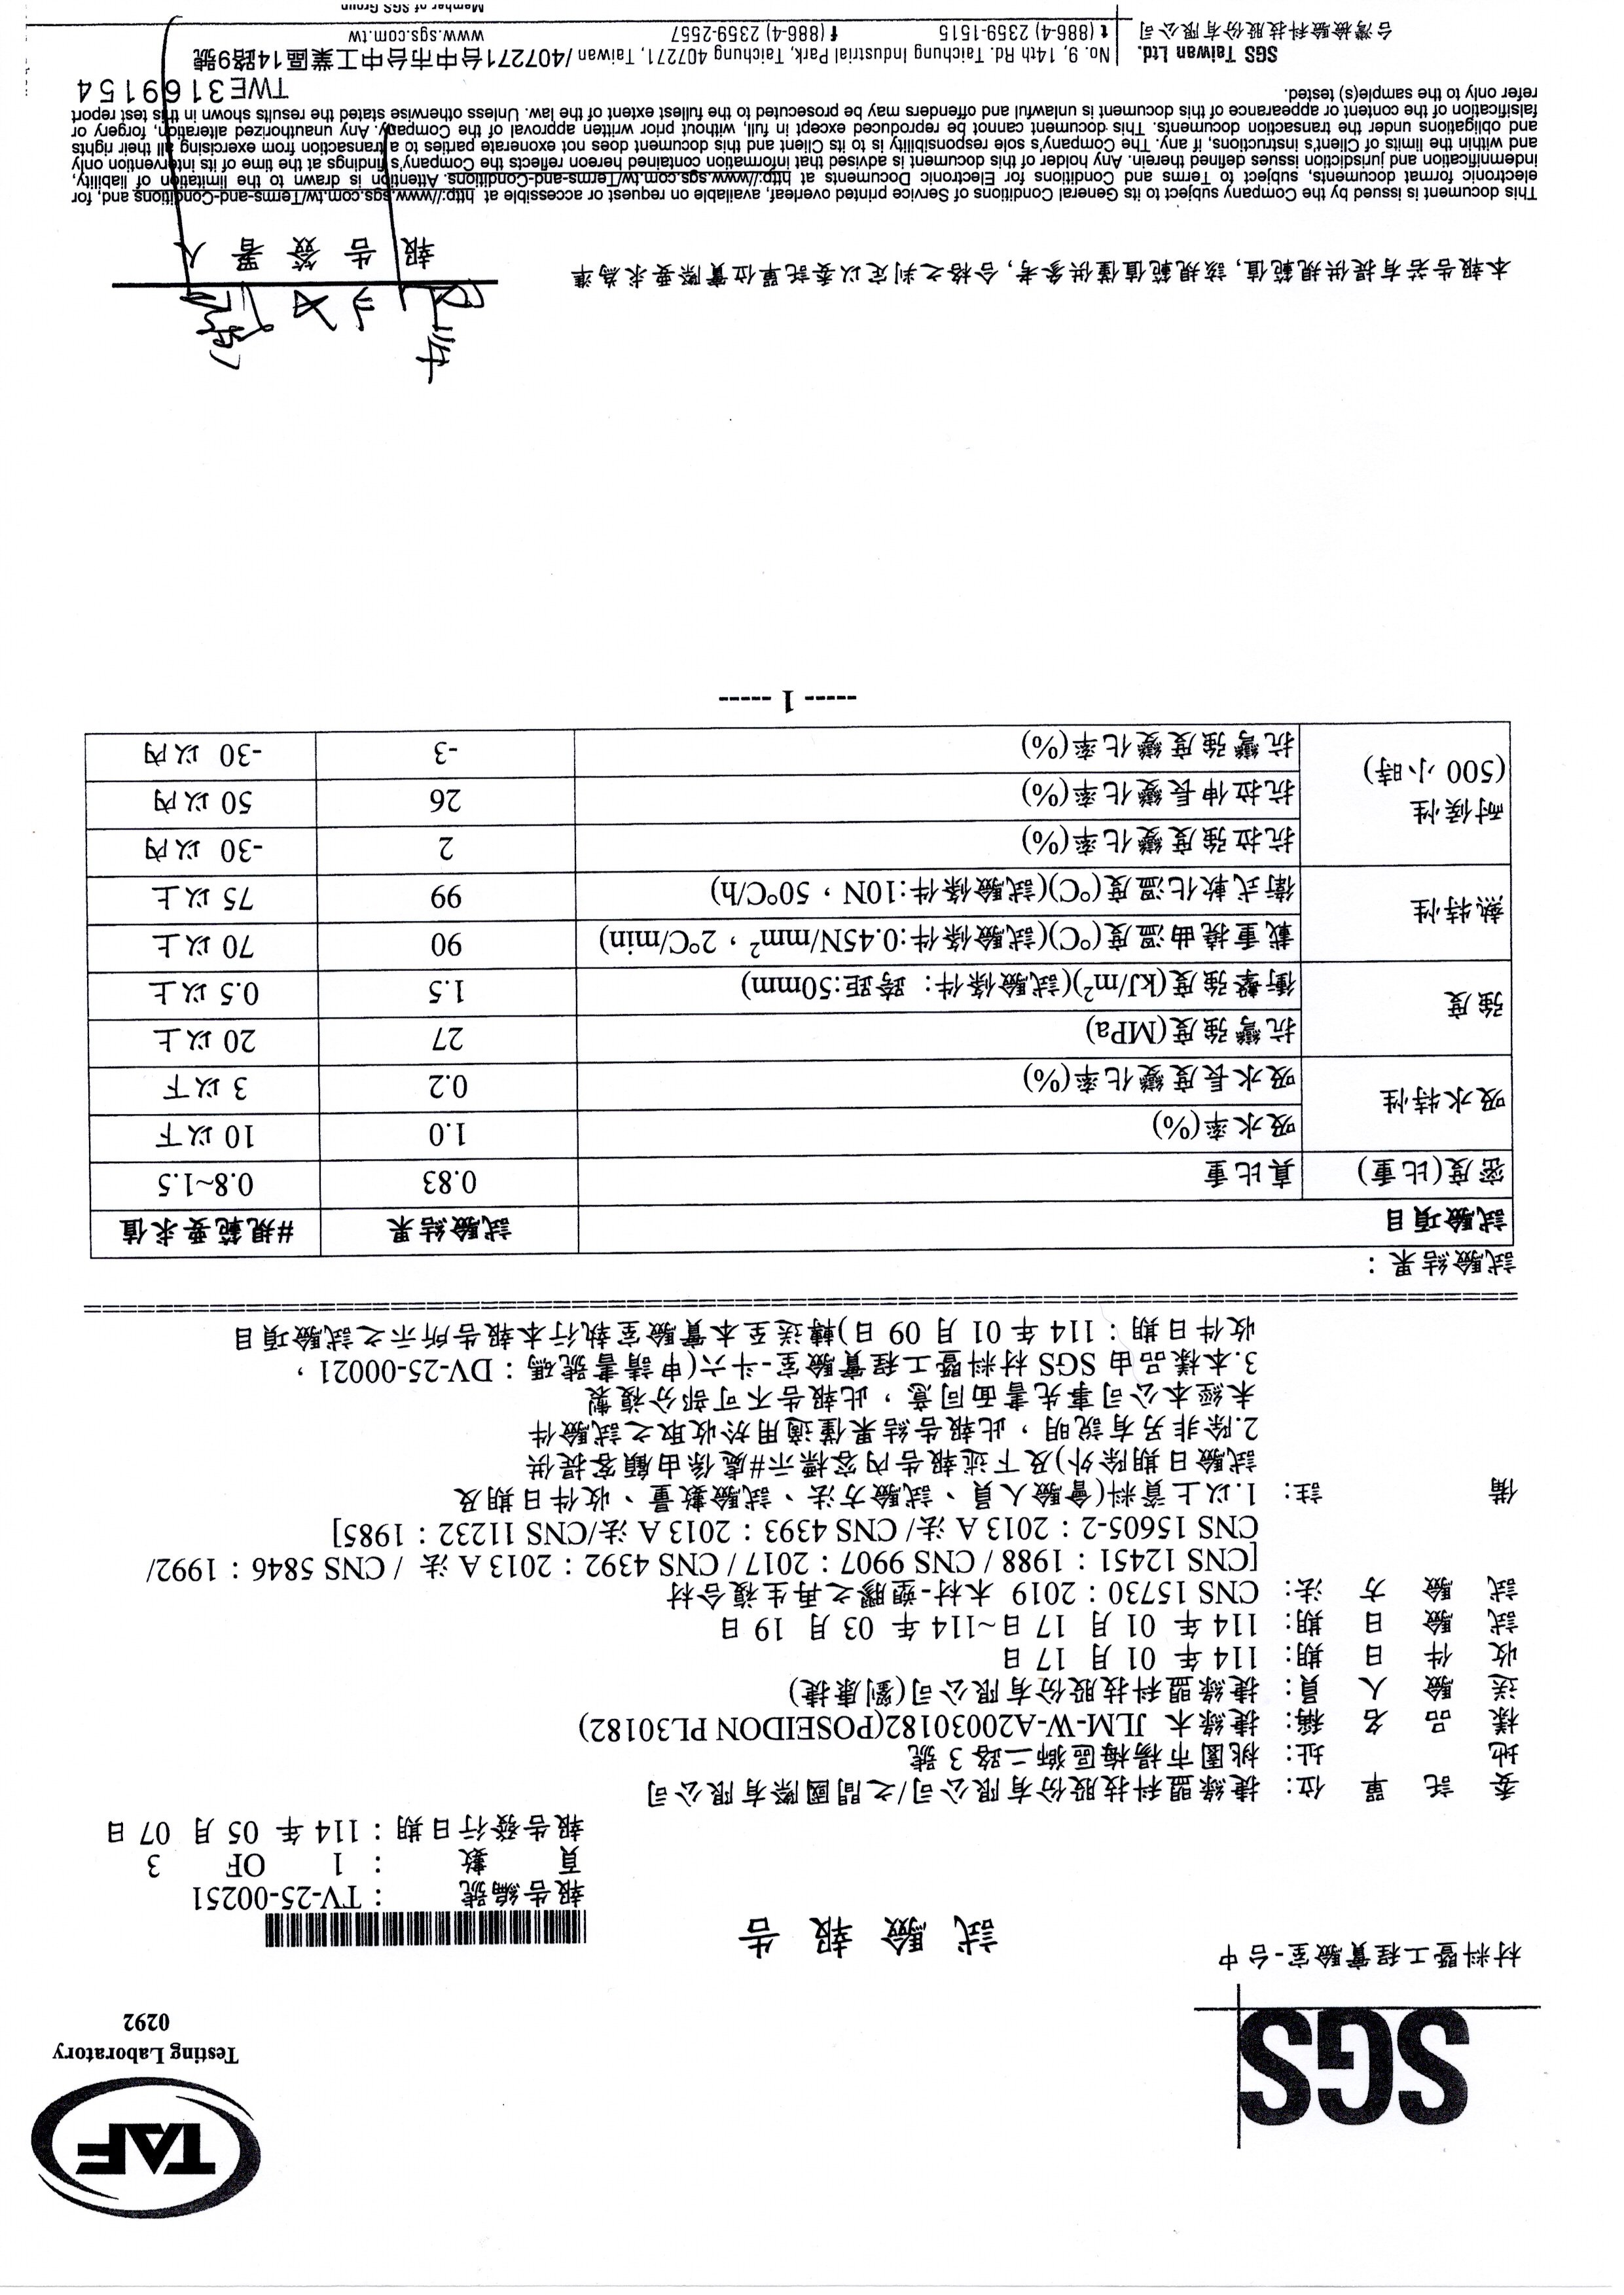 TAF
Testing Laboratory
0292
SGS
材料暨工程實驗室-台中
試驗報告
報告編號 : TV-25-00251
頁 數 : 1 OF 3
報告發行日期:114 年 05 月 07 日
委託單位: 捷綠盟科技股份有限公司/之間國際有限公司
地 址: 桃園市楊梅區獅二路 3 號
樣品名稱: 捷綠木 JLM-W-A20030182(POSEIDON PL30182)
送驗人員: 捷綠盟科技股份有限公司(劉康捷)
收件日期: 114 年 01 月 17 日
試驗日期: 114 年 01 月 17 日~114 年 03 月 19 日
試驗方法: CNS 15730:2019 木材-塑膠之再生複合材
[CNS 12451:1988 / CNS 9907:2017 / CNS 4392:2013 A 法 / CNS 5846:1992/
CNS 15605-2:2013 A 法/ CNS 4393:2013 A 法/CNS 11232:1985]
備 註: 1.以上資料(會驗人員、試驗方法、試驗數量、收件日期及
試驗日期除外)及下述報告內容標示#處係由顧客提供
2.除非另有說明,此報告結果僅適用於收取之試驗件
未經本公司事先書面同意,此報告不可部分複製
3.本樣品由 SGS 材料暨工程實驗室-斗六(申請書號碼:DV-25-00021,
收件日期:114 年 01 月 09 日)轉送至本實驗室執行本報告所示之試驗項目
試驗結果:
試驗項目 試驗結果 #規範要求值
密度(比重) 真比重 0.83 0.8~1.5
吸水特性 吸水率(%) 1.0 10 以下
吸水長度變化率(%) 0.2 3 以下
強度 抗彎強度(MPa) 27 20 以上
衝擊強度(kJ/m²)(試驗條件: 跨距:50mm) 1.5 0.5 以上
熱特性 載重撓曲溫度(℃)(試驗條件:0.45N/mm²,2℃/min) 90 70 以上
衛式軟化溫度(℃)(試驗條件:10N,50℃/h) 99 75 以上
耐候性 (500 小時) 抗拉強度變化率(%) 2 -30 以內
抗拉伸長變化率(%) 26 50 以內
抗彎強度變化率(%) -3 -30 以內
----- 1 -----
本報告若有提供規範值,該規範值僅供參考,合格之判定以委託單位實際要求為準
報告簽署人
This document is issued by the Company subject to its General Conditions of Service printed overleaf, available on request or accessible at http://www.sgs.com.tw/Terms-and-Conditions and, for
electronic format documents, subject to Terms and Conditions for Electronic Documents at http://www.sgs.com.tw/Terms-and-Conditions. Attention is drawn to the limitation of liability,
indemnification and jurisdiction issues defined therein. Any holder of this document is advised that information contained hereon reflects the Company's findings at the time of its intervention only
and within the limits of Client's instructions, if any. The Company's sole responsibility is to its Client and this document does not exonerate parties to a transaction from exercising all their rights
and obligations under the transaction documents. This document cannot be reproduced except in full, without prior written approval of the Company. Any unauthorized alteration, forgery or
falsification of the content or appearance of this document is unlawful and offenders may be prosecuted to the fullest extent of the law. Unless otherwise stated the results shown in this test report
refer only to the sample(s) tested.
TWE3169154
SGS Taiwan Ltd. No. 9, 14th Rd. Taichung Industrial Park, Taichung 407271, Taiwan /407271台中市台中工業區14路9號
台灣檢驗科技股份有限公司 t (886-4) 2359-1515 f (886-4) 2359-2557 www.sgs.com.tw
Member of SGS Group